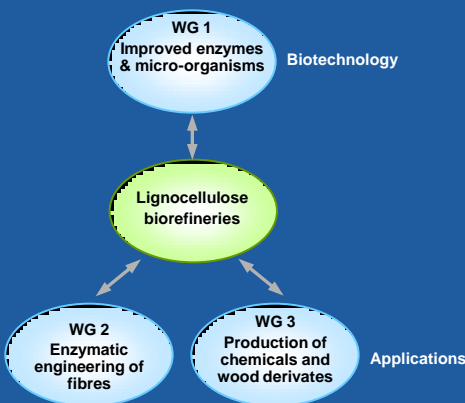 WG 1
Improved enzymes
& micro-organisms
Biotechnology
Lignocellulose
biorefineries
WG 2
Enzymatic
engineering of
fibres
WG 3
Production of
chemicals and
wood derivates
Applications